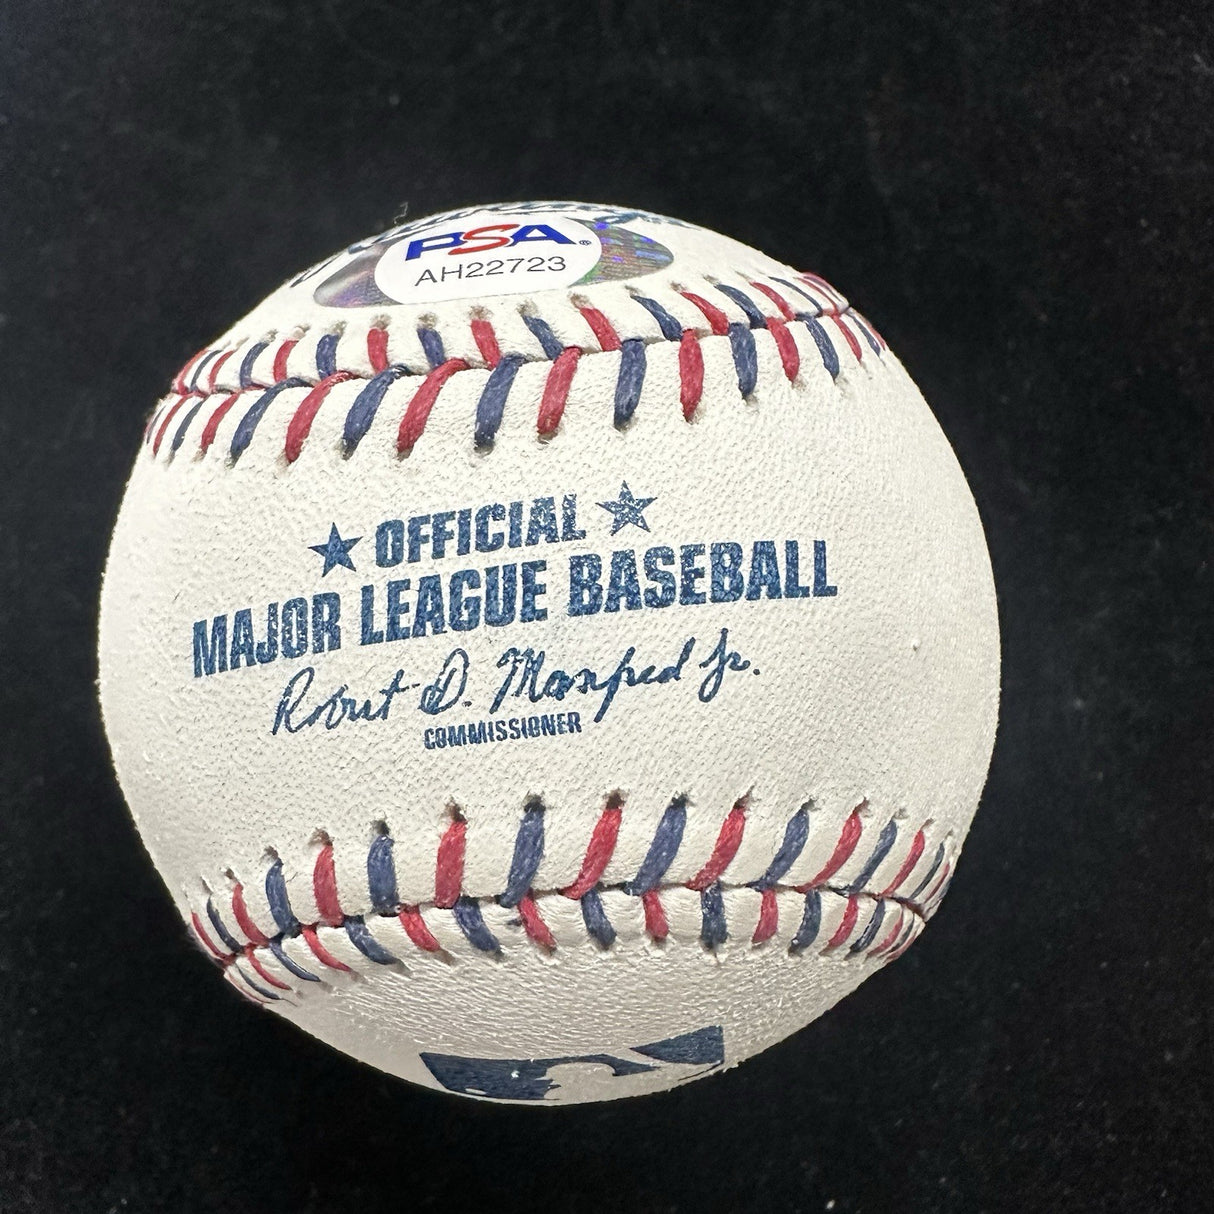 PSA®
AH22723
★ OFFICIAL ★
MAJOR LEAGUE BASEBALL
Robert D. Manfred Jr.
COMMISSIONER